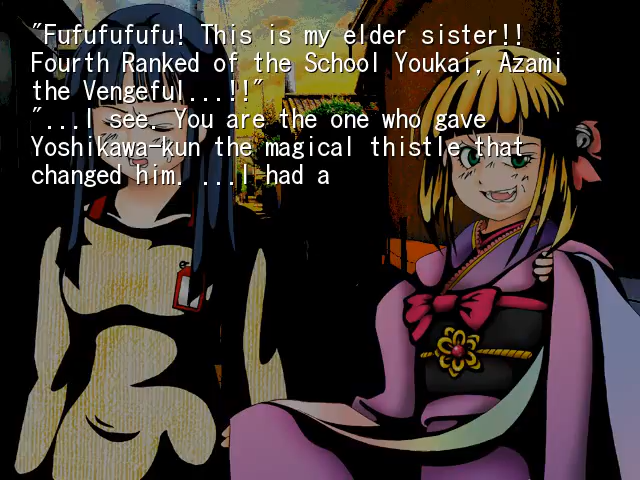 "Fufufufufu! This is my elder sister!!
Fourth Ranked of the School Youkai, Azami
the Vengeful...!!"
"...I see. You are the one who gave
Yoshikawa-kun the magical thistle that
changed him. ...I had a